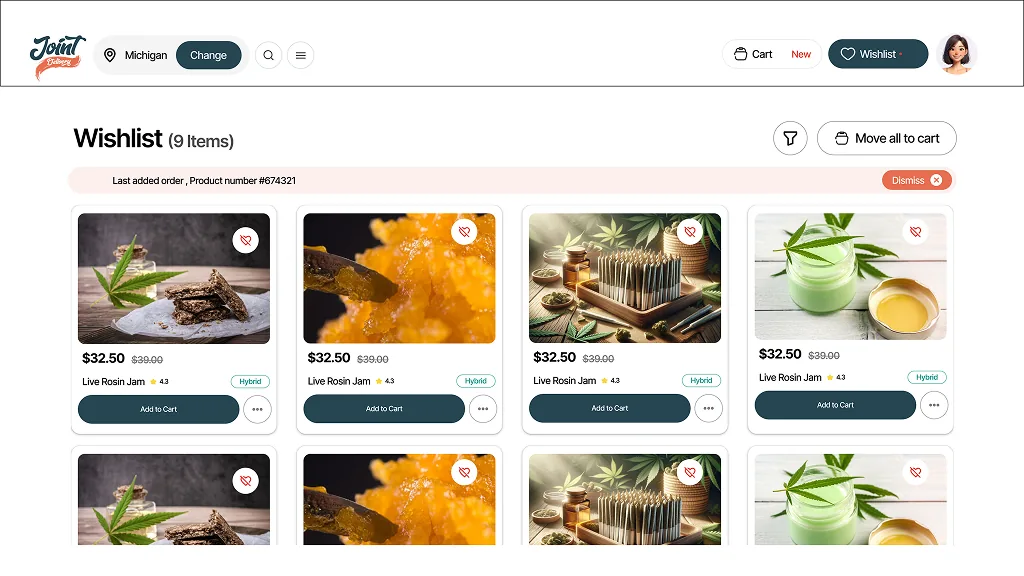 Joint
Delivery
Michigan
Change
Cart
New
Wishlist
Wishlist (9 Items)
Move all to cart
Last added order , Product number #674321
Dismiss
$32.50 $39.00
Live Rosin Jam 4.3 Hybrid
Add to Cart
$32.50 $39.00
Live Rosin Jam 4.3 Hybrid
Add to Cart
$32.50 $39.00
Live Rosin Jam 4.3 Hybrid
Add to Cart
$32.50 $39.00
Live Rosin Jam 4.3 Hybrid
Add to Cart